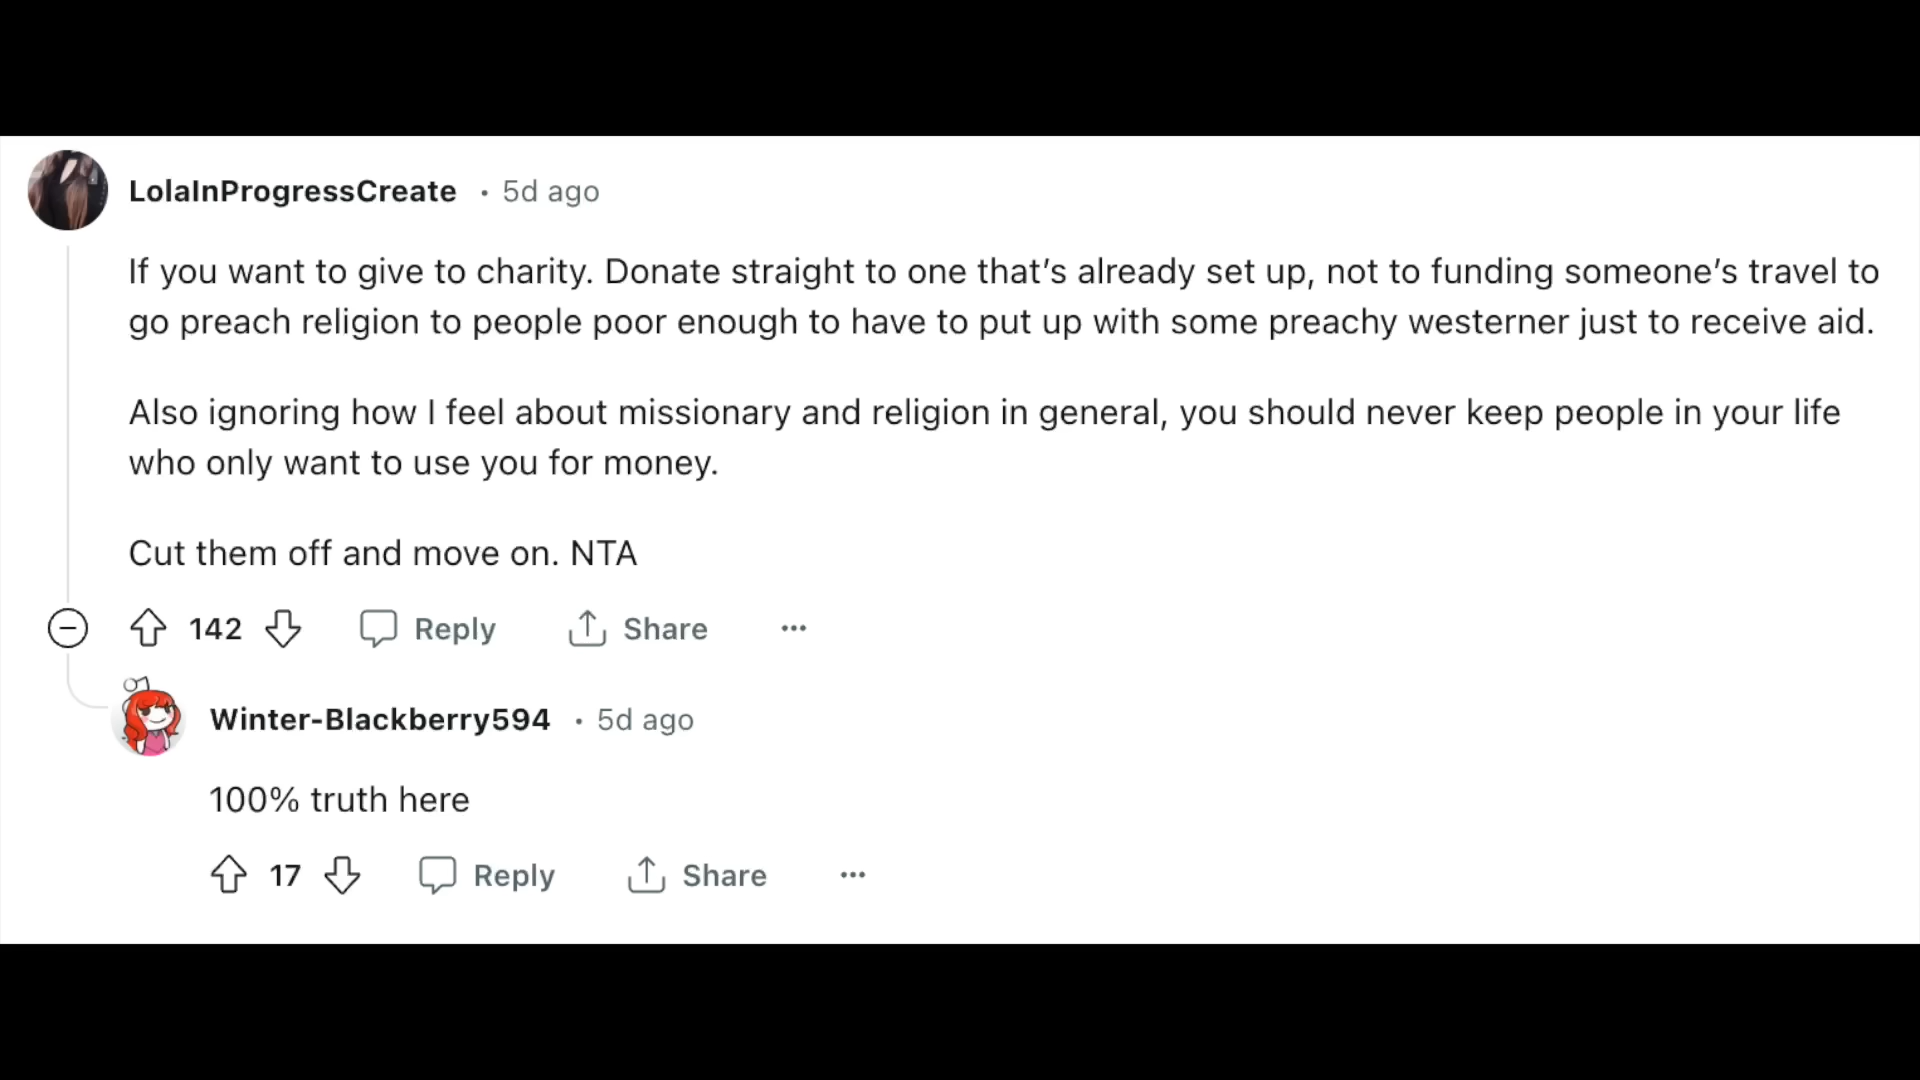 LolaInProgressCreate • 5d ago
If you want to give to charity. Donate straight to one that’s already set up, not to funding someone’s travel to
go preach religion to people poor enough to have to put up with some preachy westerner just to receive aid.
Also ignoring how I feel about missionary and religion in general, you should never keep people in your life
who only want to use you for money.
Cut them off and move on. NTA
142 Reply Share ...
Winter-Blackberry594 • 5d ago
100% truth here
17 Reply Share ...